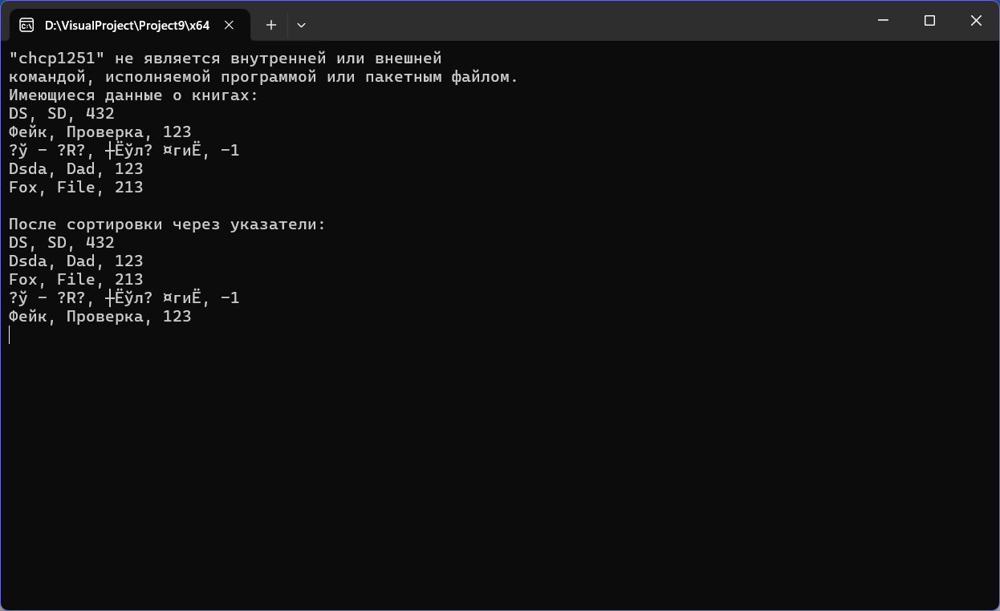 D:\VisualProject\Project9\x64
"chcp1251" не является внутренней или внешней
командой, исполняемой программой или пакетным файлом.
Имеющиеся данные о книгах:
DS, SD, 432
Фейк, Проверка, 123
?ў - ?R?, ┼Ёўл? ¤гиЁ, -1
Dsda, Dad, 123
Fox, File, 213
После сортировки через указатели:
DS, SD, 432
Dsda, Dad, 123
Fox, File, 213
?ў - ?R?, ┼Ёўл? ¤гиЁ, -1
Фейк, Проверка, 123